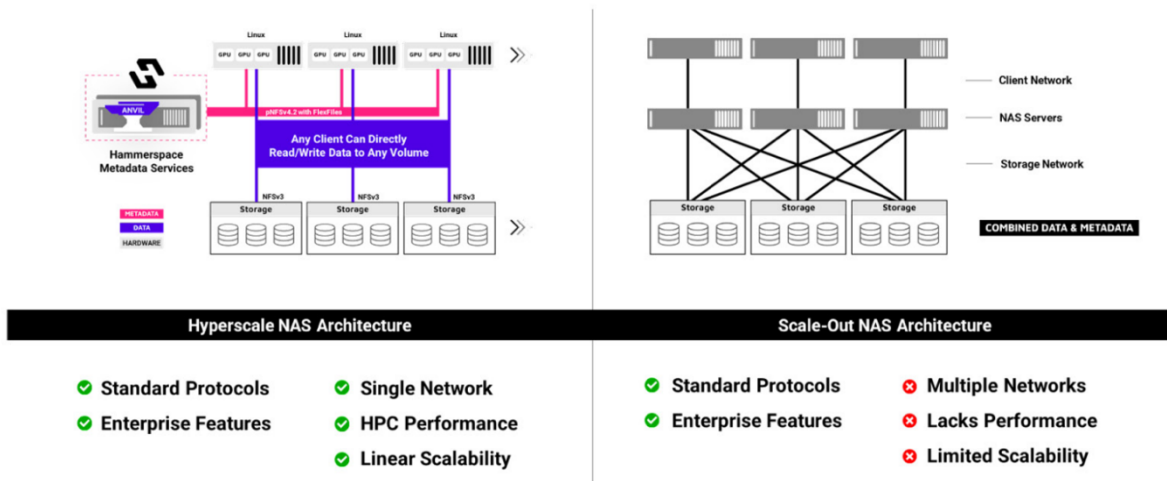 Linux
Linux
Linux
GPU GPU GPU
GPU GPU GPU
GPU GPU GPU
ANVIL
pNFSv4.2 with FlexFiles
Hammerspace
Metadata Services
Any Client Can Directly
Read/Write Data to Any Volume
NFSv3
NFSv3
NFSv3
Storage
Storage
Storage
METADATA
DATA
HARDWARE
Client Network
NAS Servers
Storage Network
Storage
Storage
Storage
COMBINED DATA & METADATA
Hyperscale NAS Architecture
Scale-Out NAS Architecture
Standard Protocols
Enterprise Features
Single Network
HPC Performance
Linear Scalability
Standard Protocols
Enterprise Features
Multiple Networks
Lacks Performance
Limited Scalability